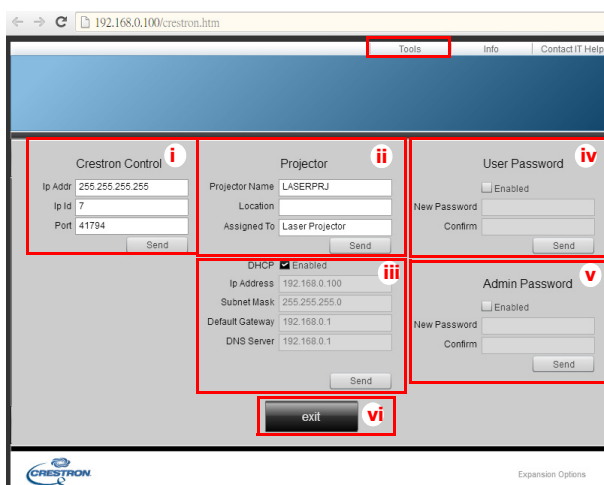 192.168.0.100/crestron.htm
Tools Info Contact IT Help
Crestron Control i
Ip Addr 255.255.255.255
Ip Id 7
Port 41794
Send
Projector ii
Projector Name LASERPRJ
Location
Assigned To Laser Projector
Send
DHCP Enabled iii
Ip Address 192.168.0.100
Subnet Mask 255.255.255.0
Default Gateway 192.168.0.1
DNS Server 192.168.0.1
Send
User Password iv
Enabled
New Password
Confirm
Send
Admin Password v
Enabled
New Password
Confirm
Send
exit vi
CRESTRON
Expansion Options